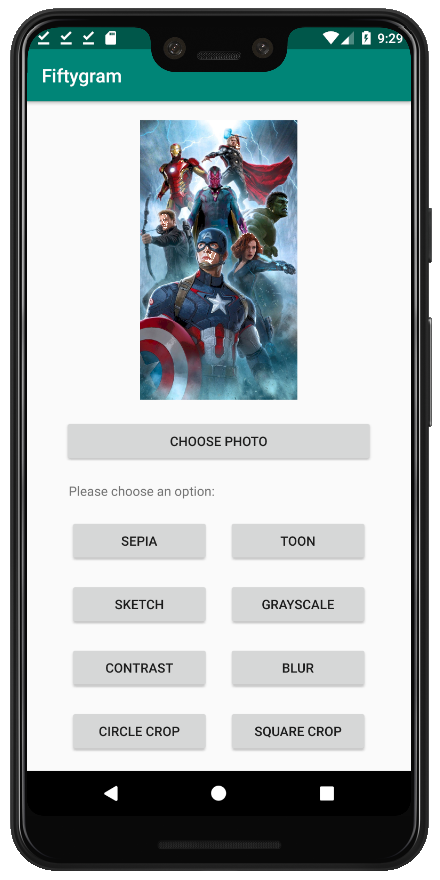 9:29
Fiftygram
CHOOSE PHOTO
Please choose an option:
SEPIA TOON
SKETCH GRAYSCALE
CONTRAST BLUR
CIRCLE CROP SQUARE CROP